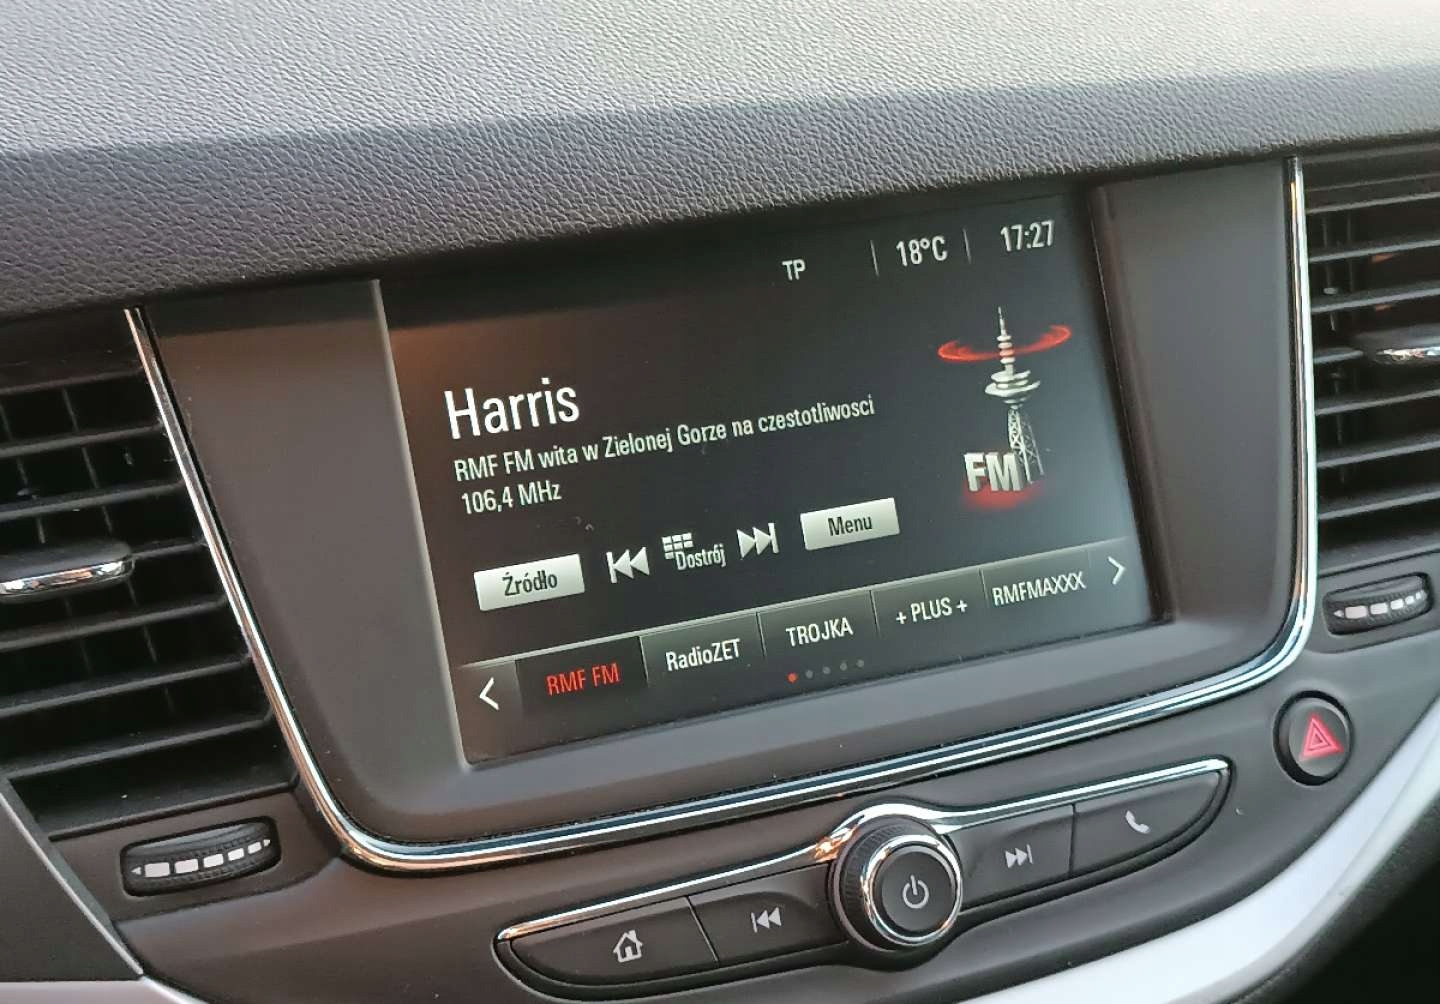 TP 18°C 17:27
Harris
RMF FM wita w Zielonej Gorze na czestotliwosci
106,4 MHz
FM
Źródło Dostrój Menu
RMF FM RadioZET TROJKA + PLUS + RMFMAXXX